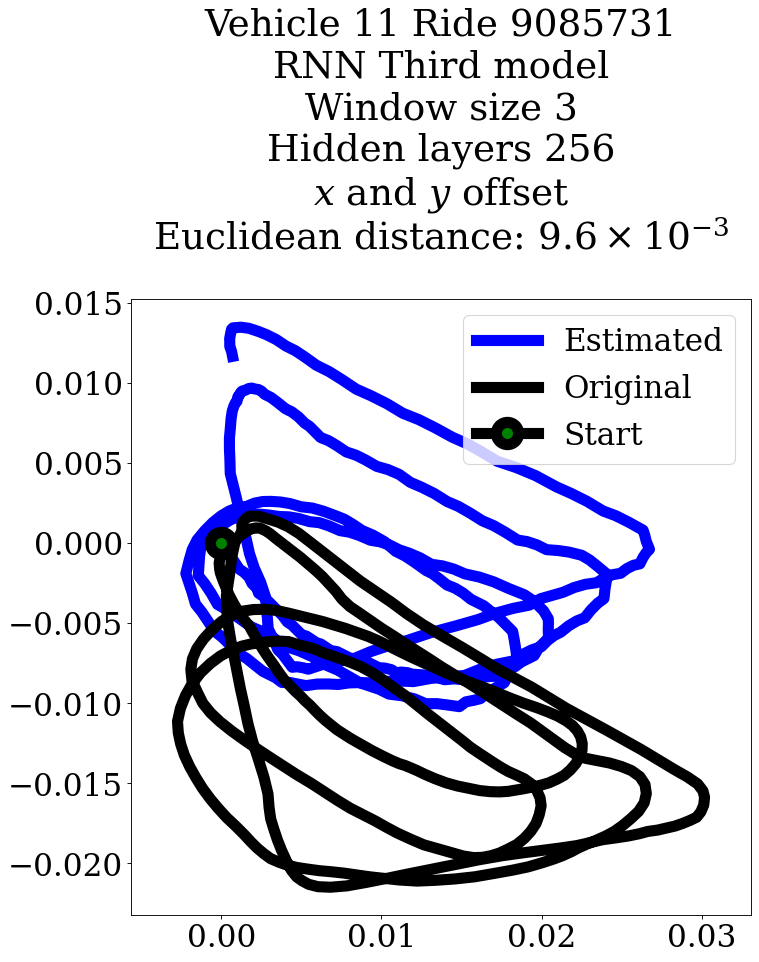 Vehicle 11 Ride 9085731
RNN Third model
Window size 3
Hidden layers 256
x and y offset
Euclidean distance: 9.6 × 10⁻³
0.015
0.010
0.005
0.000
−0.005
−0.010
−0.015
−0.020
Estimated
Original
Start
0.00 0.01 0.02 0.03